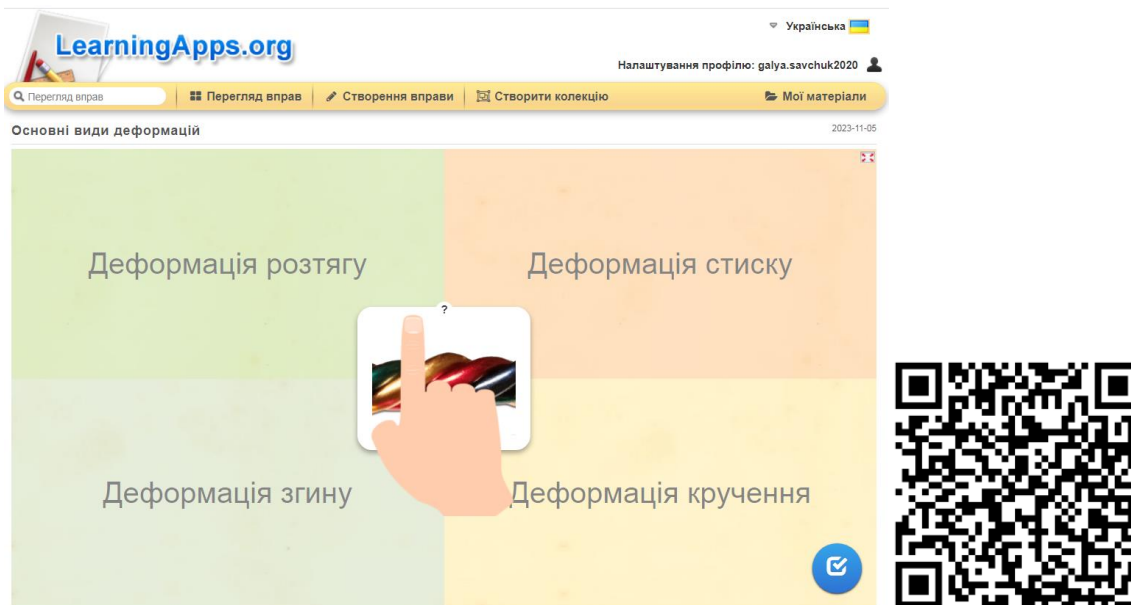 Українська
LearningApps.org
Налаштування профілю: galya.savchuk2020
Перегляд вправ
Перегляд вправ
Створення вправи
Створити колекцію
Мої матеріали
Основні види деформацій
2023-11-05
Деформація розтягу
Деформація стиску
?
Деформація згину
Деформація кручення